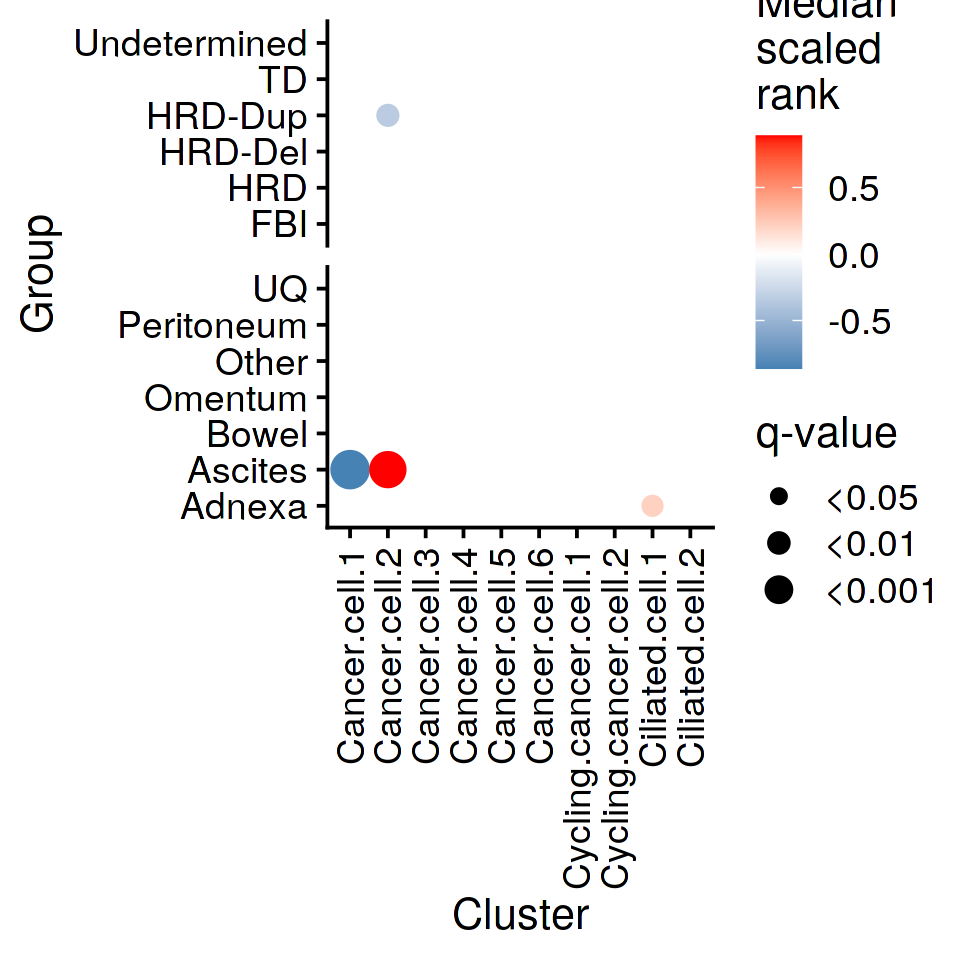 Undetermined
TD
HRD-Dup
HRD-Del
HRD
FBI
UQ
Peritoneum
Other
Omentum
Bowel
Ascites
Adnexa
Group
Cancer.cell.1
Cancer.cell.2
Cancer.cell.3
Cancer.cell.4
Cancer.cell.5
Cancer.cell.6
Cycling.cancer.cell.1
Cycling.cancer.cell.2
Ciliated.cell.1
Ciliated.cell.2
Cluster
Median
scaled
rank
0.5
0.0
-0.5
q-value
<0.05
<0.01
<0.001